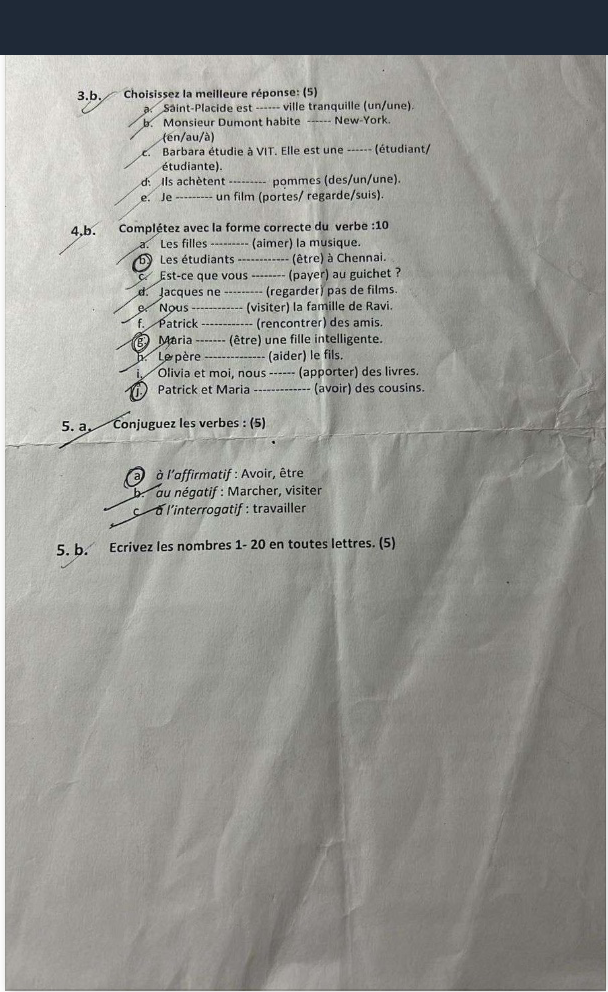 3.b. Choisissez la meilleure réponse: (5)
a. Saint-Placide est ------ ville tranquille (un/une).
b. Monsieur Dumont habite ------ New-York.
(en/au/à)
c. Barbara étudie à VIT. Elle est une ------ (étudiant/
étudiante).
d. Ils achètent --------- pommes (des/un/une).
e. Je --------- un film (portes/ regarde/suis).
4.b. Complétez avec la forme correcte du verbe :10
a. Les filles --------- (aimer) la musique.
b. Les étudiants ------------ (être) à Chennai.
c. Est-ce que vous -------- (payer) au guichet ?
d. Jacques ne --------- (regarder) pas de films.
e. Nous ------------ (visiter) la famille de Ravi.
f. Patrick ------------ (rencontrer) des amis.
g. Maria ------- (être) une fille intelligente.
h. Le père -------------- (aider) le fils.
i. Olivia et moi, nous ------ (apporter) des livres.
j. Patrick et Maria ------------- (avoir) des cousins.
5. a. Conjuguez les verbes : (5)
a à l'affirmatif : Avoir, être
b. au négatif : Marcher, visiter
c à l'interrogatif : travailler
5. b. Ecrivez les nombres 1- 20 en toutes lettres. (5)